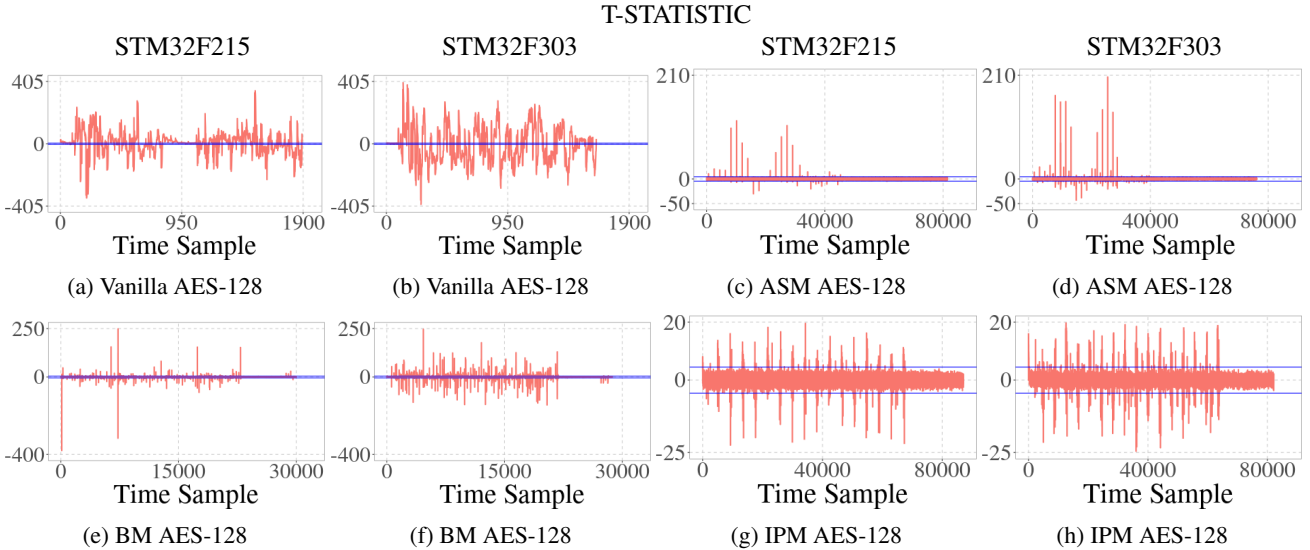 T-STATISTIC
STM32F215 STM32F303 STM32F215 STM32F303
405
0
-405
0 950 1900
Time Sample
(a) Vanilla AES-128
405
0
-405
0 950 1900
Time Sample
(b) Vanilla AES-128
210
0
-50
0 40000 80000
Time Sample
(c) ASM AES-128
210
0
-50
0 40000 80000
Time Sample
(d) ASM AES-128
250
0
-400
0 15000 30000
Time Sample
(e) BM AES-128
250
0
-400
0 15000 30000
Time Sample
(f) BM AES-128
20
0
-25
0 40000 80000
Time Sample
(g) IPM AES-128
20
0
-25
0 40000 80000
Time Sample
(h) IPM AES-128